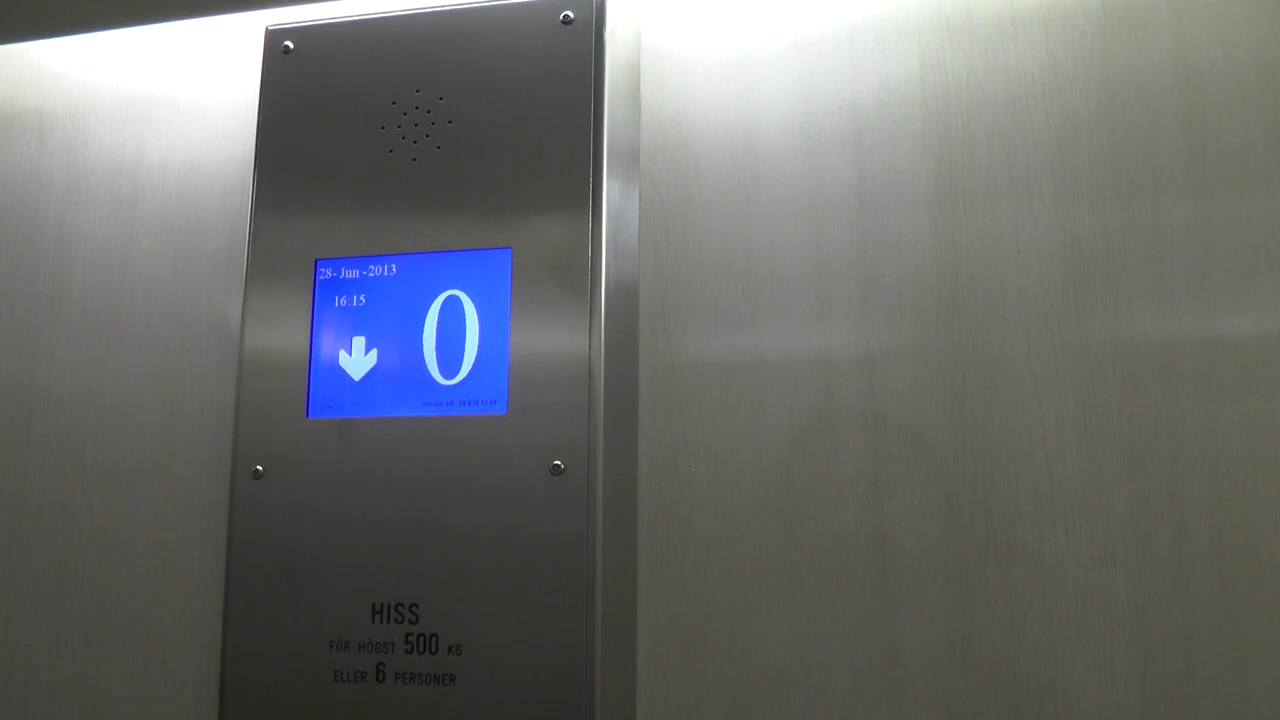 28-Jun-2013
16:15
0
HISS
FÖR HÖGST 500 KG
ELLER 6 PERSONER